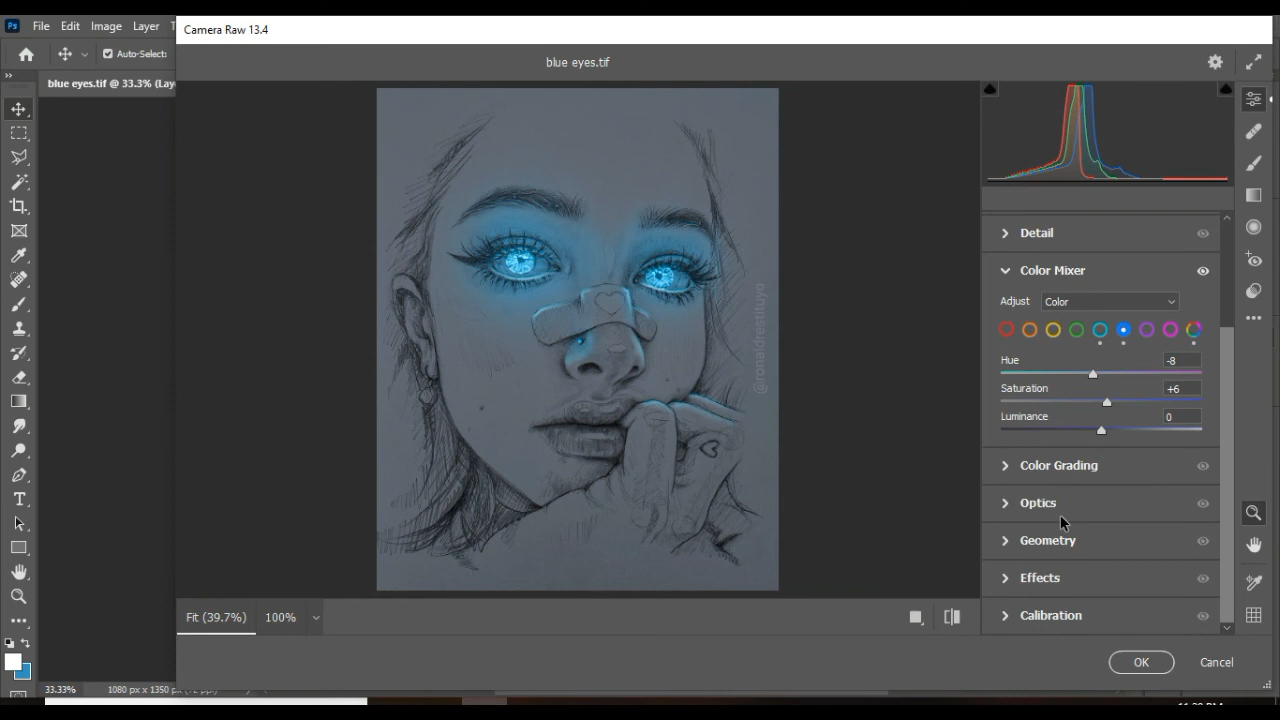 Camera Raw 13.4
Ps File Edit Image Layer
Auto-Select:
blue eyes.tif
blue eyes.tif @ 33.3% (Lay
Detail
Color Mixer
Adjust Color
Hue -8
Saturation +6
Luminance 0
Color Grading
Optics
Geometry
Effects
Calibration
@ronaldrestituyo
Fit (39.7%) 100%
OK Cancel
33.33% 1080 px x 1350 px